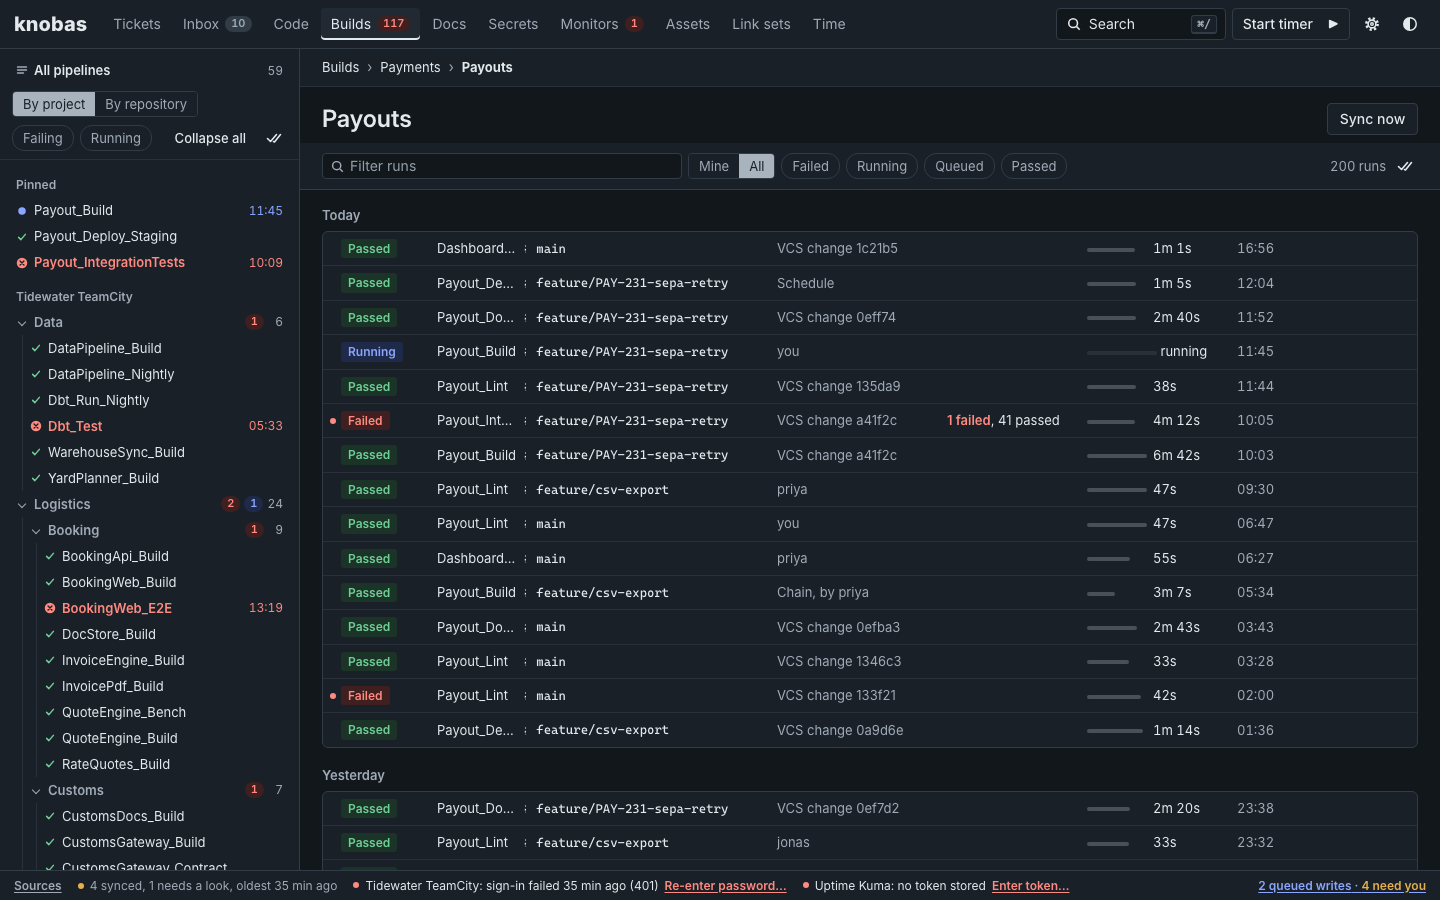 knobas Tickets Inbox 10 Code Builds 117 Docs Secrets Monitors 1 Assets Link sets Time Search ⌘/ Start timer
All pipelines 59
By project By repository
Failing Running Collapse all
Pinned
Payout_Build 11:45
Payout_Deploy_Staging
Payout_IntegrationTests 10:09
Tidewater TeamCity
Data 1 6
DataPipeline_Build
DataPipeline_Nightly
Dbt_Run_Nightly
Dbt_Test 05:33
WarehouseSync_Build
YardPlanner_Build
Logistics 2 1 24
Booking 1 9
BookingApi_Build
BookingWeb_Build
BookingWeb_E2E 13:19
DocStore_Build
InvoiceEngine_Build
InvoicePdf_Build
QuoteEngine_Bench
QuoteEngine_Build
RateQuotes_Build
Customs 1 7
CustomsDocs_Build
CustomsGateway_Build
CustomsGateway_Contract
Builds › Payments › Payouts
Payouts Sync now
Filter runs Mine All Failed Running Queued Passed 200 runs
Today
Passed Dashboard... main VCS change 1c21b5 1m 1s 16:56
Passed Payout_De... feature/PAY-231-sepa-retry Schedule 1m 5s 12:04
Passed Payout_Do... feature/PAY-231-sepa-retry VCS change 0eff74 2m 40s 11:52
Running Payout_Build feature/PAY-231-sepa-retry you running 11:45
Passed Payout_Lint feature/PAY-231-sepa-retry VCS change 135da9 38s 11:44
Failed Payout_Int... feature/PAY-231-sepa-retry VCS change a41f2c 1 failed, 41 passed 4m 12s 10:05
Passed Payout_Build feature/PAY-231-sepa-retry VCS change a41f2c 6m 42s 10:03
Passed Payout_Lint feature/csv-export priya 47s 09:30
Passed Payout_Lint main you 47s 06:47
Passed Dashboard... main priya 55s 06:27
Passed Payout_Build feature/csv-export Chain, by priya 3m 7s 05:34
Passed Payout_Do... main VCS change 0efba3 2m 43s 03:43
Passed Payout_Lint main VCS change 1346c3 33s 03:28
Failed Payout_Lint main VCS change 133f21 42s 02:00
Passed Payout_De... feature/csv-export VCS change 0a9d6e 1m 14s 01:36
Yesterday
Passed Payout_Do... feature/PAY-231-sepa-retry VCS change 0ef7d2 2m 20s 23:38
Passed Payout_Lint feature/csv-export jonas 33s 23:32
Sources 4 synced, 1 needs a look, oldest 35 min ago Tidewater TeamCity: sign-in failed 35 min ago (401) Re-enter password... Uptime Kuma: no token stored Enter token... 2 queued writes · 4 need you